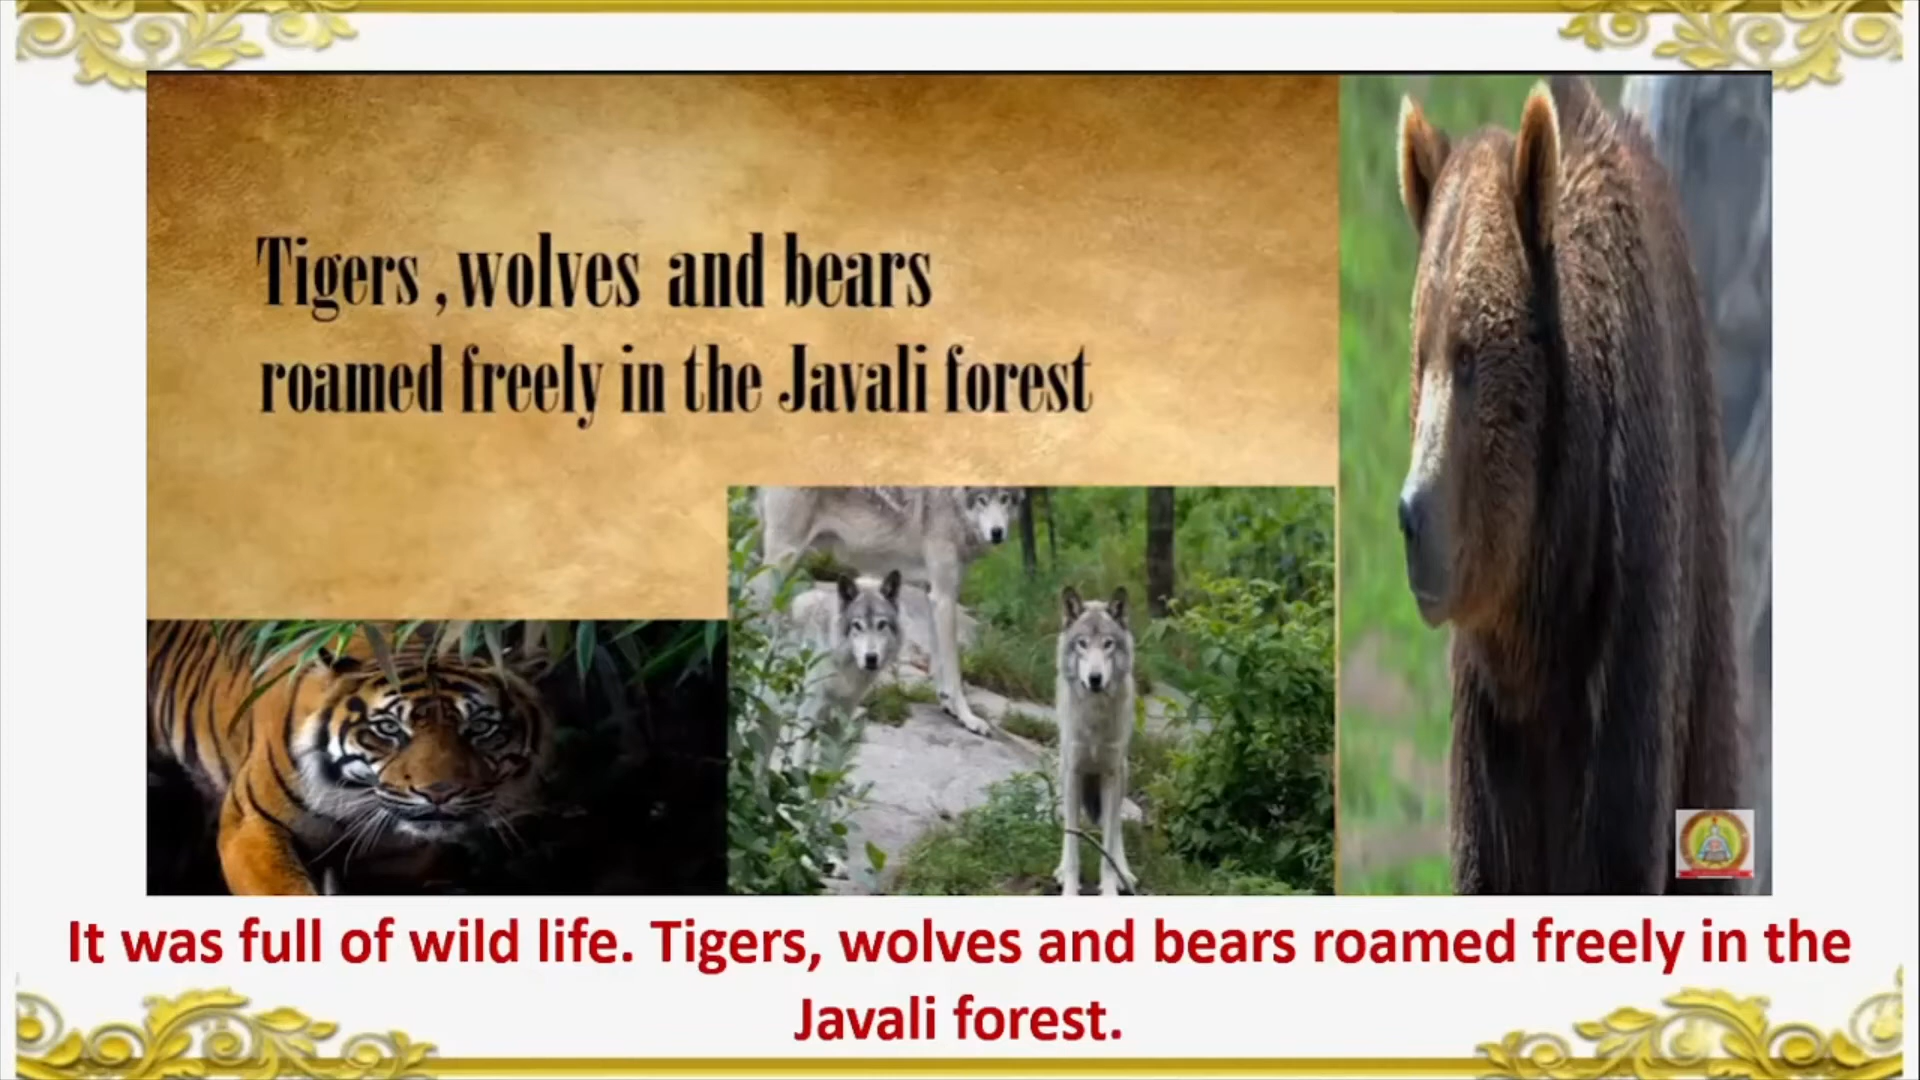 Tigers ,wolves and bears
roamed freely in the Javali forest
It was full of wild life. Tigers, wolves and bears roamed freely in the
Javali forest.